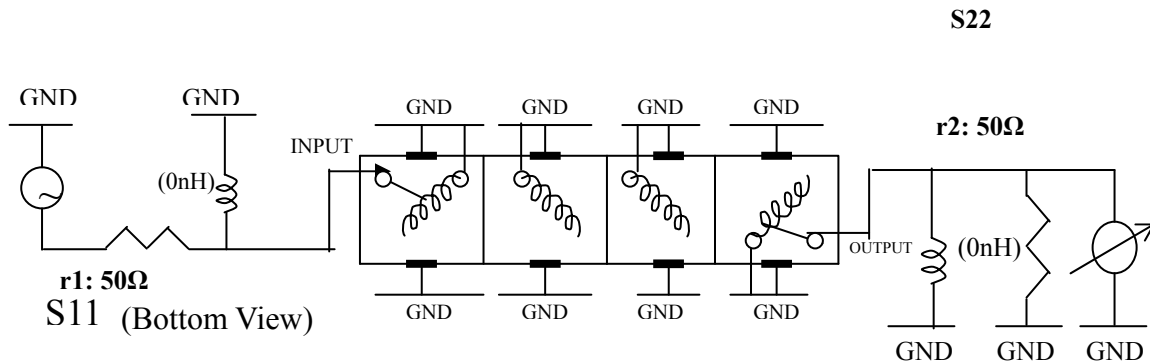 S22
GND
GND
GND
GND
GND
GND
r2: 50Ω
INPUT
(0nH)
OUTPUT
(0nH)
r1: 50Ω
S11 (Bottom View)
GND
GND
GND
GND
GND
GND
GND